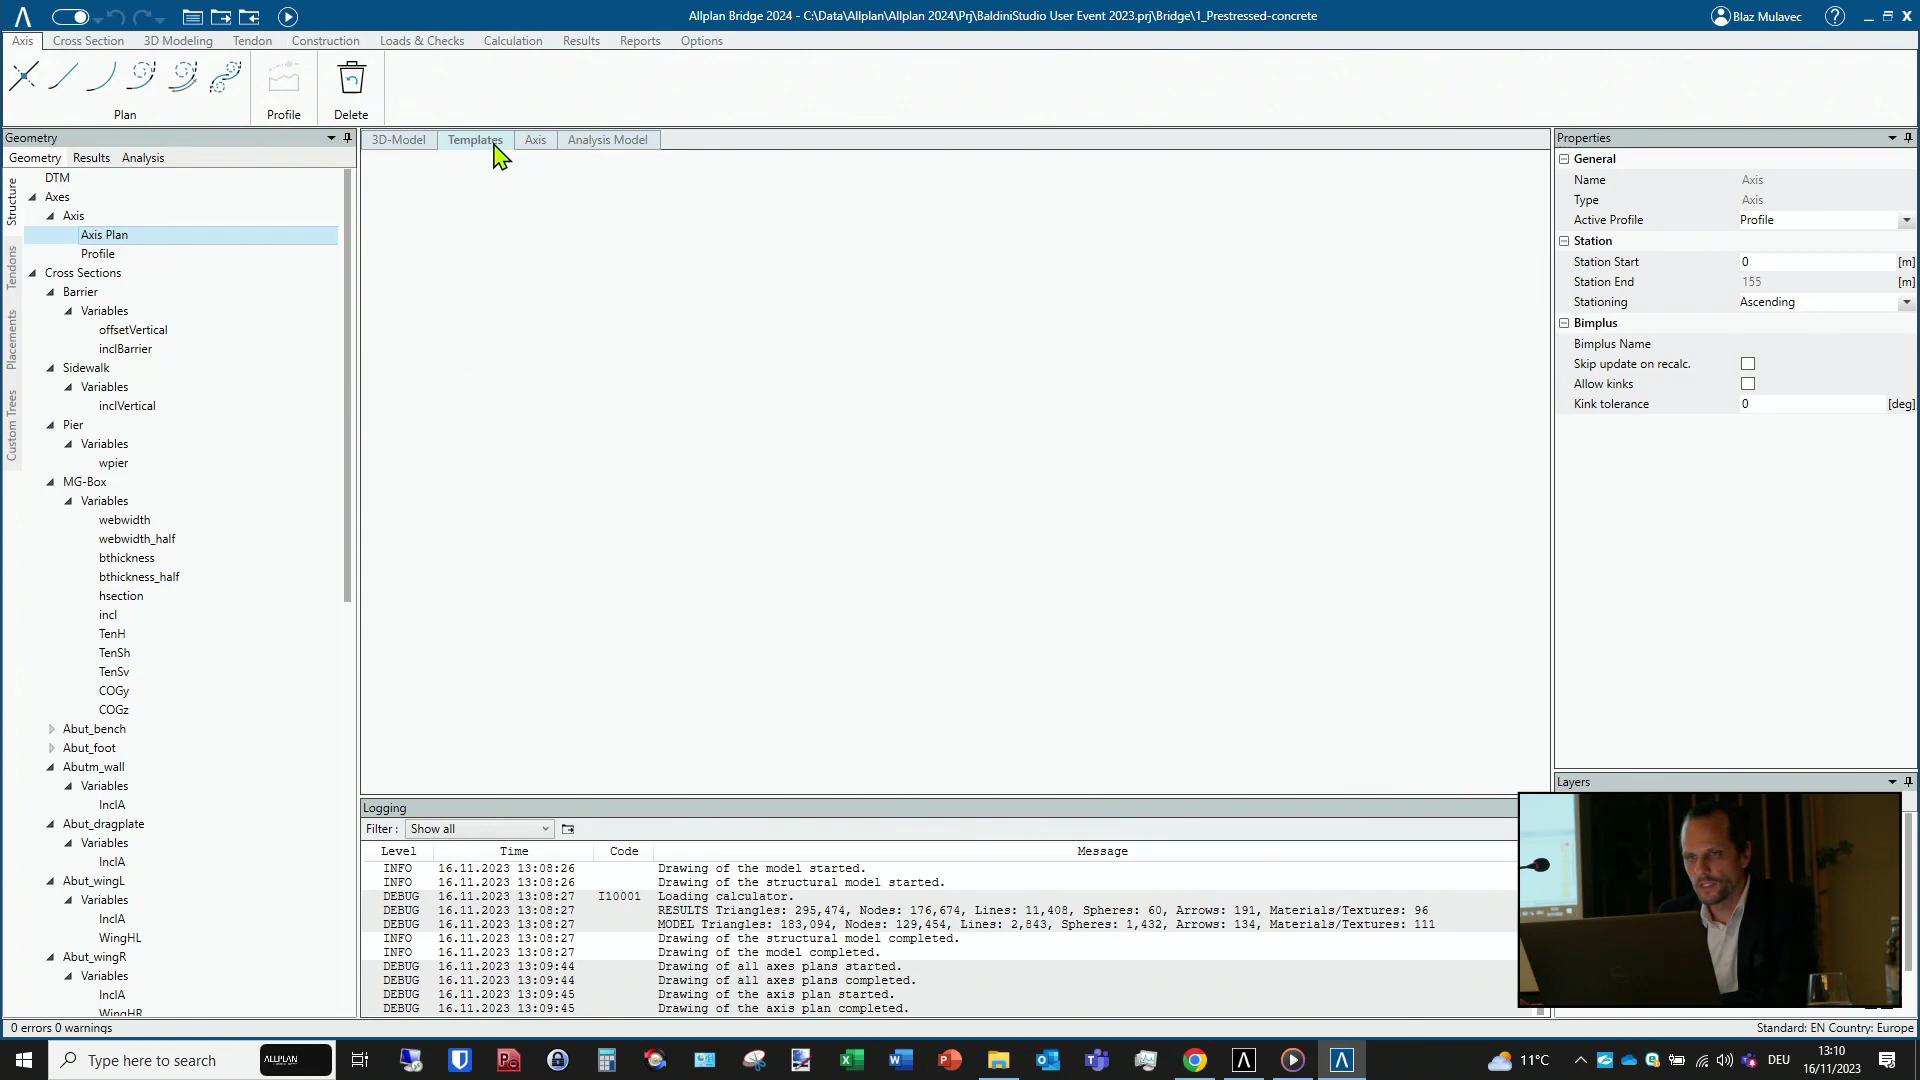 Allplan Bridge 2024 - C:\Data\Allplan\Allplan 2024\Prj\BaldiniStudio User Event 2023.prj\Bridge\1_Prestressed-concrete
Blaz Mulavec
Axis Cross Section 3D Modeling Tendon Construction Loads & Checks Calculation Results Reports Options
Plan Profile Delete
Geometry
Geometry Results Analysis
Structure
Tendons
Placements
Custom Trees
DTM
Axes
Axis
Axis Plan
Profile
Cross Sections
Barrier
Variables
offsetVertical
inclBarrier
Sidewalk
Variables
inclVertical
Pier
Variables
wpier
MG-Box
Variables
webwidth
webwidth_half
bthickness
bthickness_half
hsection
incl
TenH
TenSh
TenSv
COGy
COGz
Abut_bench
Abut_foot
Abutm_wall
Variables
InclA
Abut_dragplate
Variables
InclA
Abut_wingL
Variables
InclA
WingHL
Abut_wingR
Variables
InclA
WingHR
3D-Model Templates Axis Analysis Model
Properties
General
Name Axis
Type Axis
Active Profile Profile
Station
Station Start 0 [m]
Station End 155 [m]
Stationing Ascending
Bimplus
Bimplus Name
Skip update on recalc.
Allow kinks
Kink tolerance 0 [deg]
Layers
Logging
Filter : Show all
Level Time Code Message
INFO 16.11.2023 13:08:26 Drawing of the model started.
INFO 16.11.2023 13:08:26 Drawing of the structural model started.
DEBUG 16.11.2023 13:08:27 I10001 Loading calculator.
DEBUG 16.11.2023 13:08:27 RESULTS Triangles: 295,474, Nodes: 176,674, Lines: 11,408, Spheres: 60, Arrows: 191, Materials/Textures: 96
DEBUG 16.11.2023 13:08:27 MODEL Triangles: 183,094, Nodes: 129,454, Lines: 2,843, Spheres: 1,432, Arrows: 134, Materials/Textures: 111
INFO 16.11.2023 13:08:27 Drawing of the structural model completed.
INFO 16.11.2023 13:08:27 Drawing of the model completed.
DEBUG 16.11.2023 13:09:44 Drawing of all axes plans started.
DEBUG 16.11.2023 13:09:44 Drawing of all axes plans completed.
DEBUG 16.11.2023 13:09:45 Drawing of the axis plan started.
DEBUG 16.11.2023 13:09:45 Drawing of the axis plan completed.
0 errors 0 warnings
Standard: EN Country: Europe
Type here to search
ALLPLAN
11°C
DEU
13:10
16/11/2023